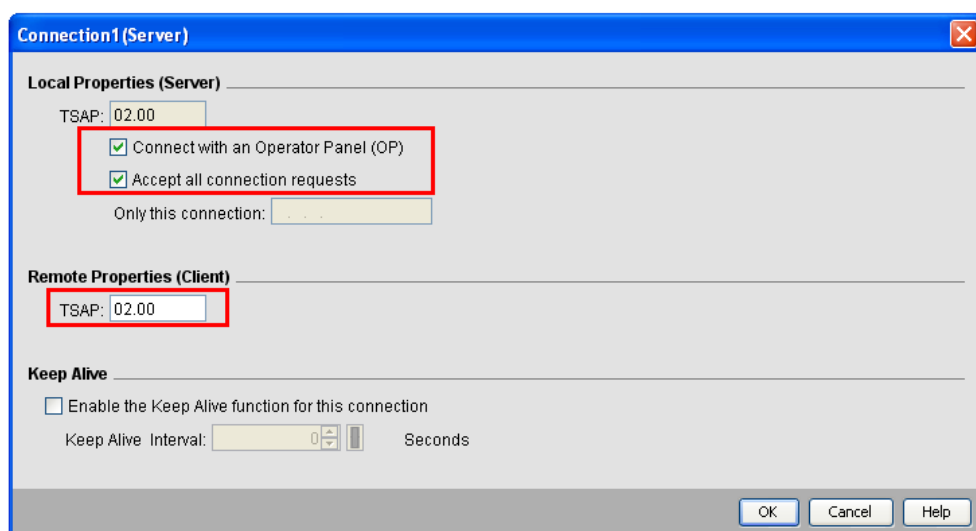 Connection1(Server)
Local Properties (Server)
TSAP: 02.00
Connect with an Operator Panel (OP)
Accept all connection requests
Only this connection: . . .
Remote Properties (Client)
TSAP: 02.00
Keep Alive
Enable the Keep Alive function for this connection
Keep Alive Interval: 0 Seconds
OK Cancel Help